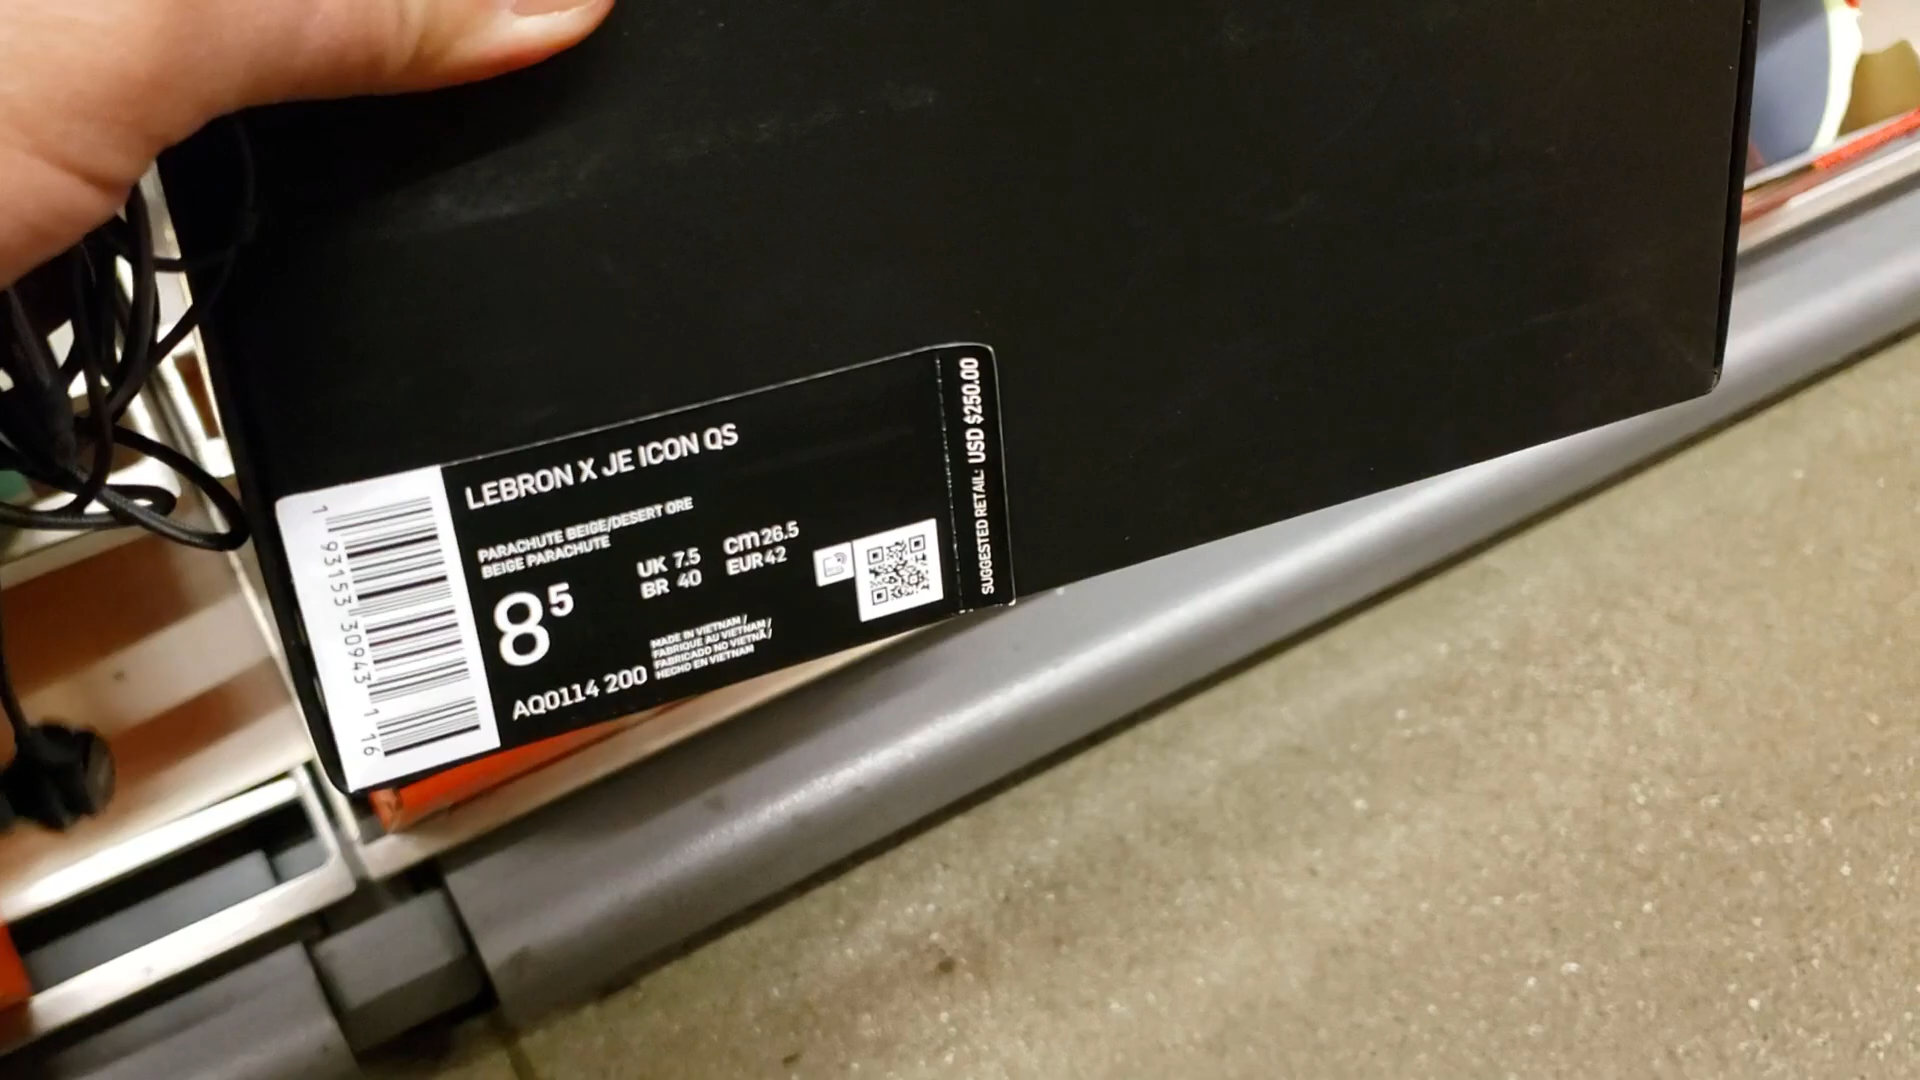 LEBRON X JE ICON QS
PARACHUTE BEIGE/DESERT ORE
BEIGE PARACHUTE
8⁵
UK 7.5
BR 40
cm 26.5
EUR 42
AQ0114 200
MADE IN VIETNAM /
FABRIQUE AU VIETNAM /
FABRICADO NO VIETNÃ /
HECHO EN VIETNAM
SUGGESTED RETAIL: USD $250.00
1 93153 30943 1 16